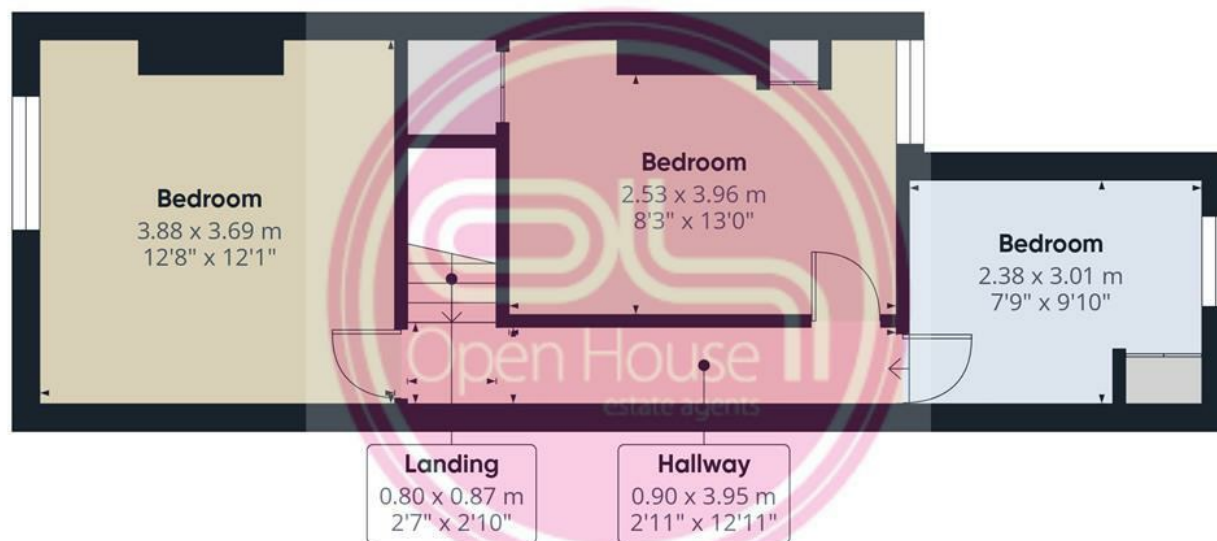 Bedroom
3.88 x 3.69 m
12'8" x 12'1"
Bedroom
2.53 x 3.96 m
8'3" x 13'0"
Bedroom
2.38 x 3.01 m
7'9" x 9'10"
Open House
estate agents
Landing
0.80 x 0.87 m
2'7" x 2'10"
Hallway
0.90 x 3.95 m
2'11" x 12'11"